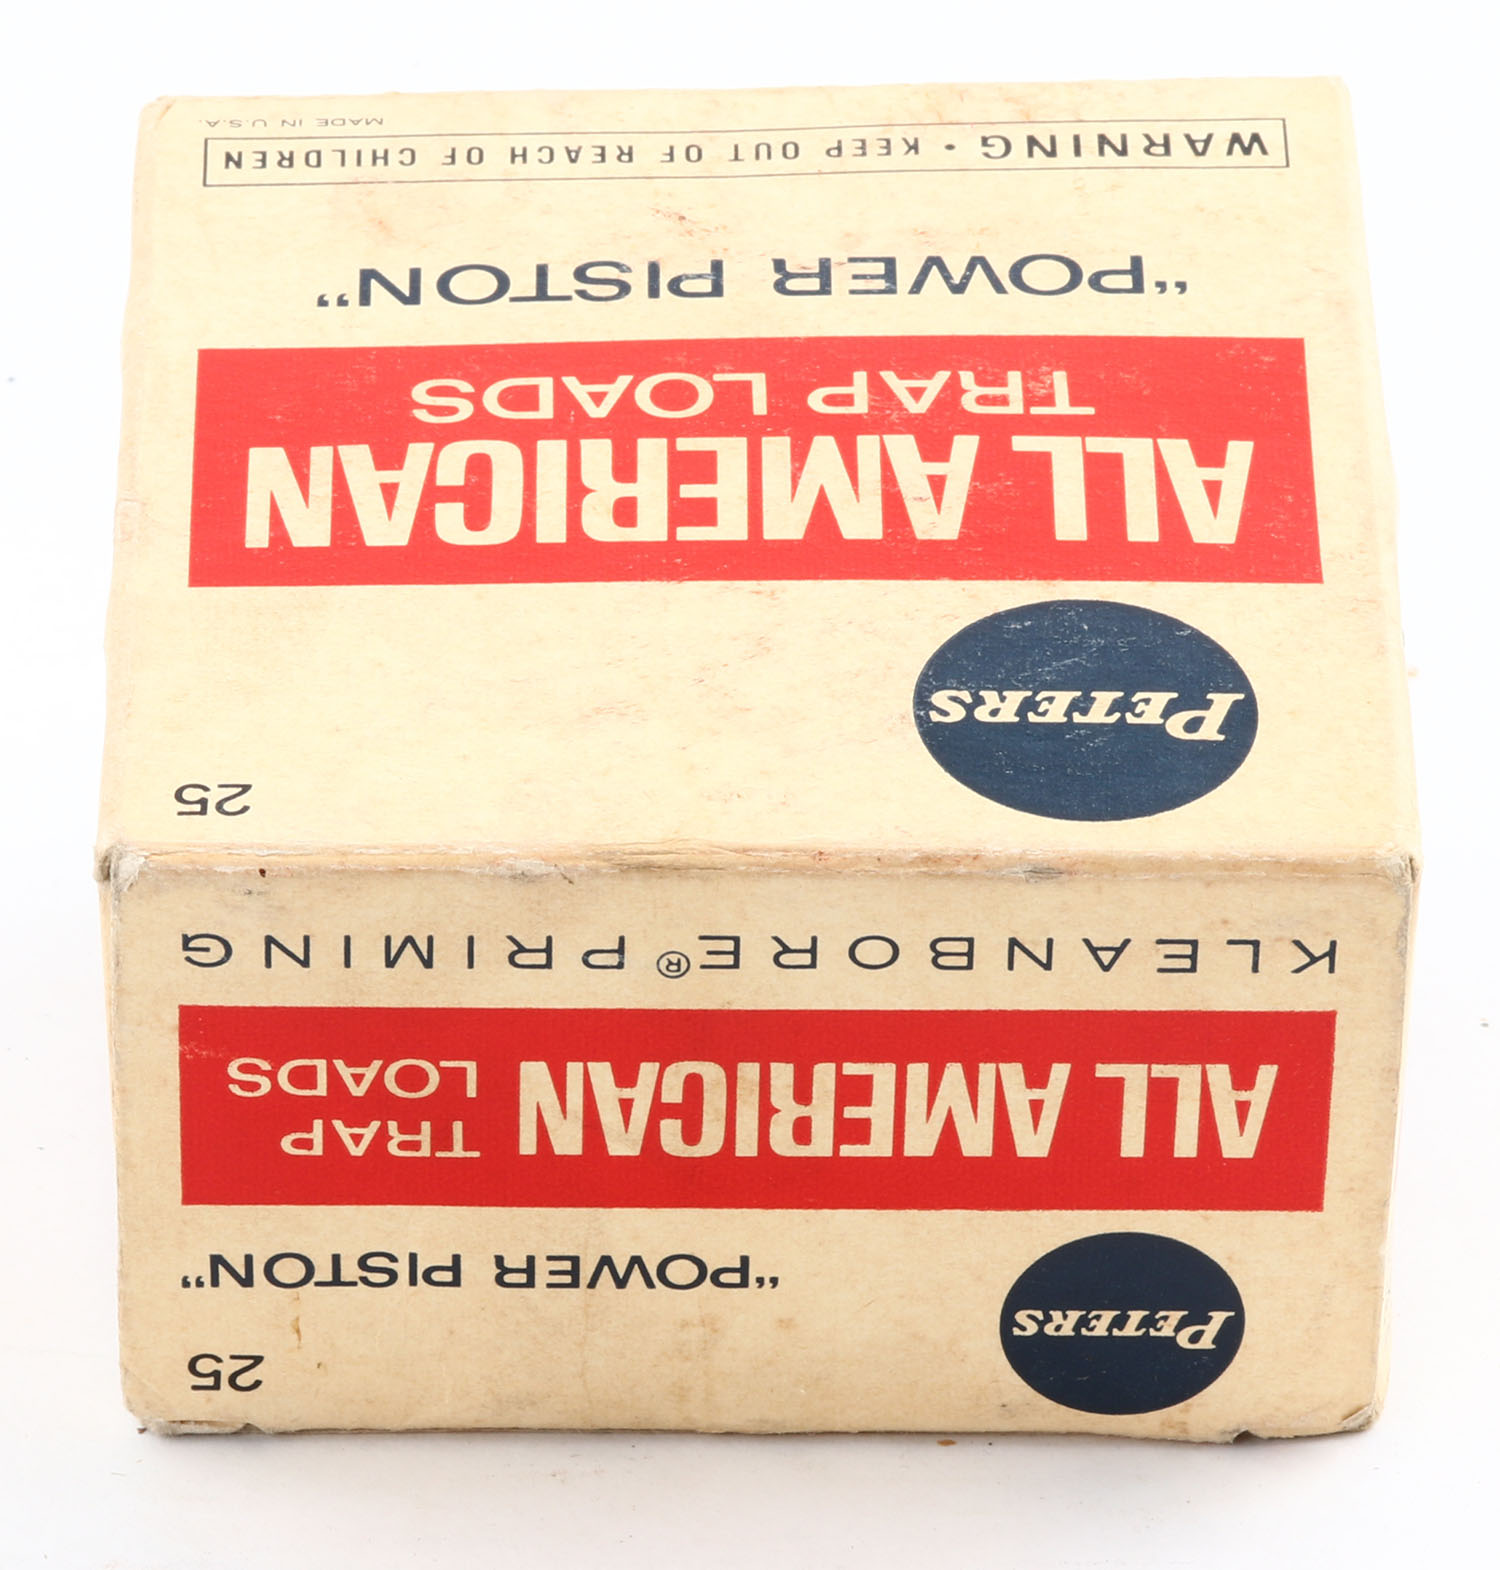 25
PETERS
ALL AMERICAN
TRAP LOADS
"POWER PISTON"
WARNING • KEEP OUT OF REACH OF CHILDREN
MADE IN U.S.A.
25
PETERS
"POWER PISTON"
ALL AMERICAN TRAP
LOADS
KLEANBORE® PRIMING